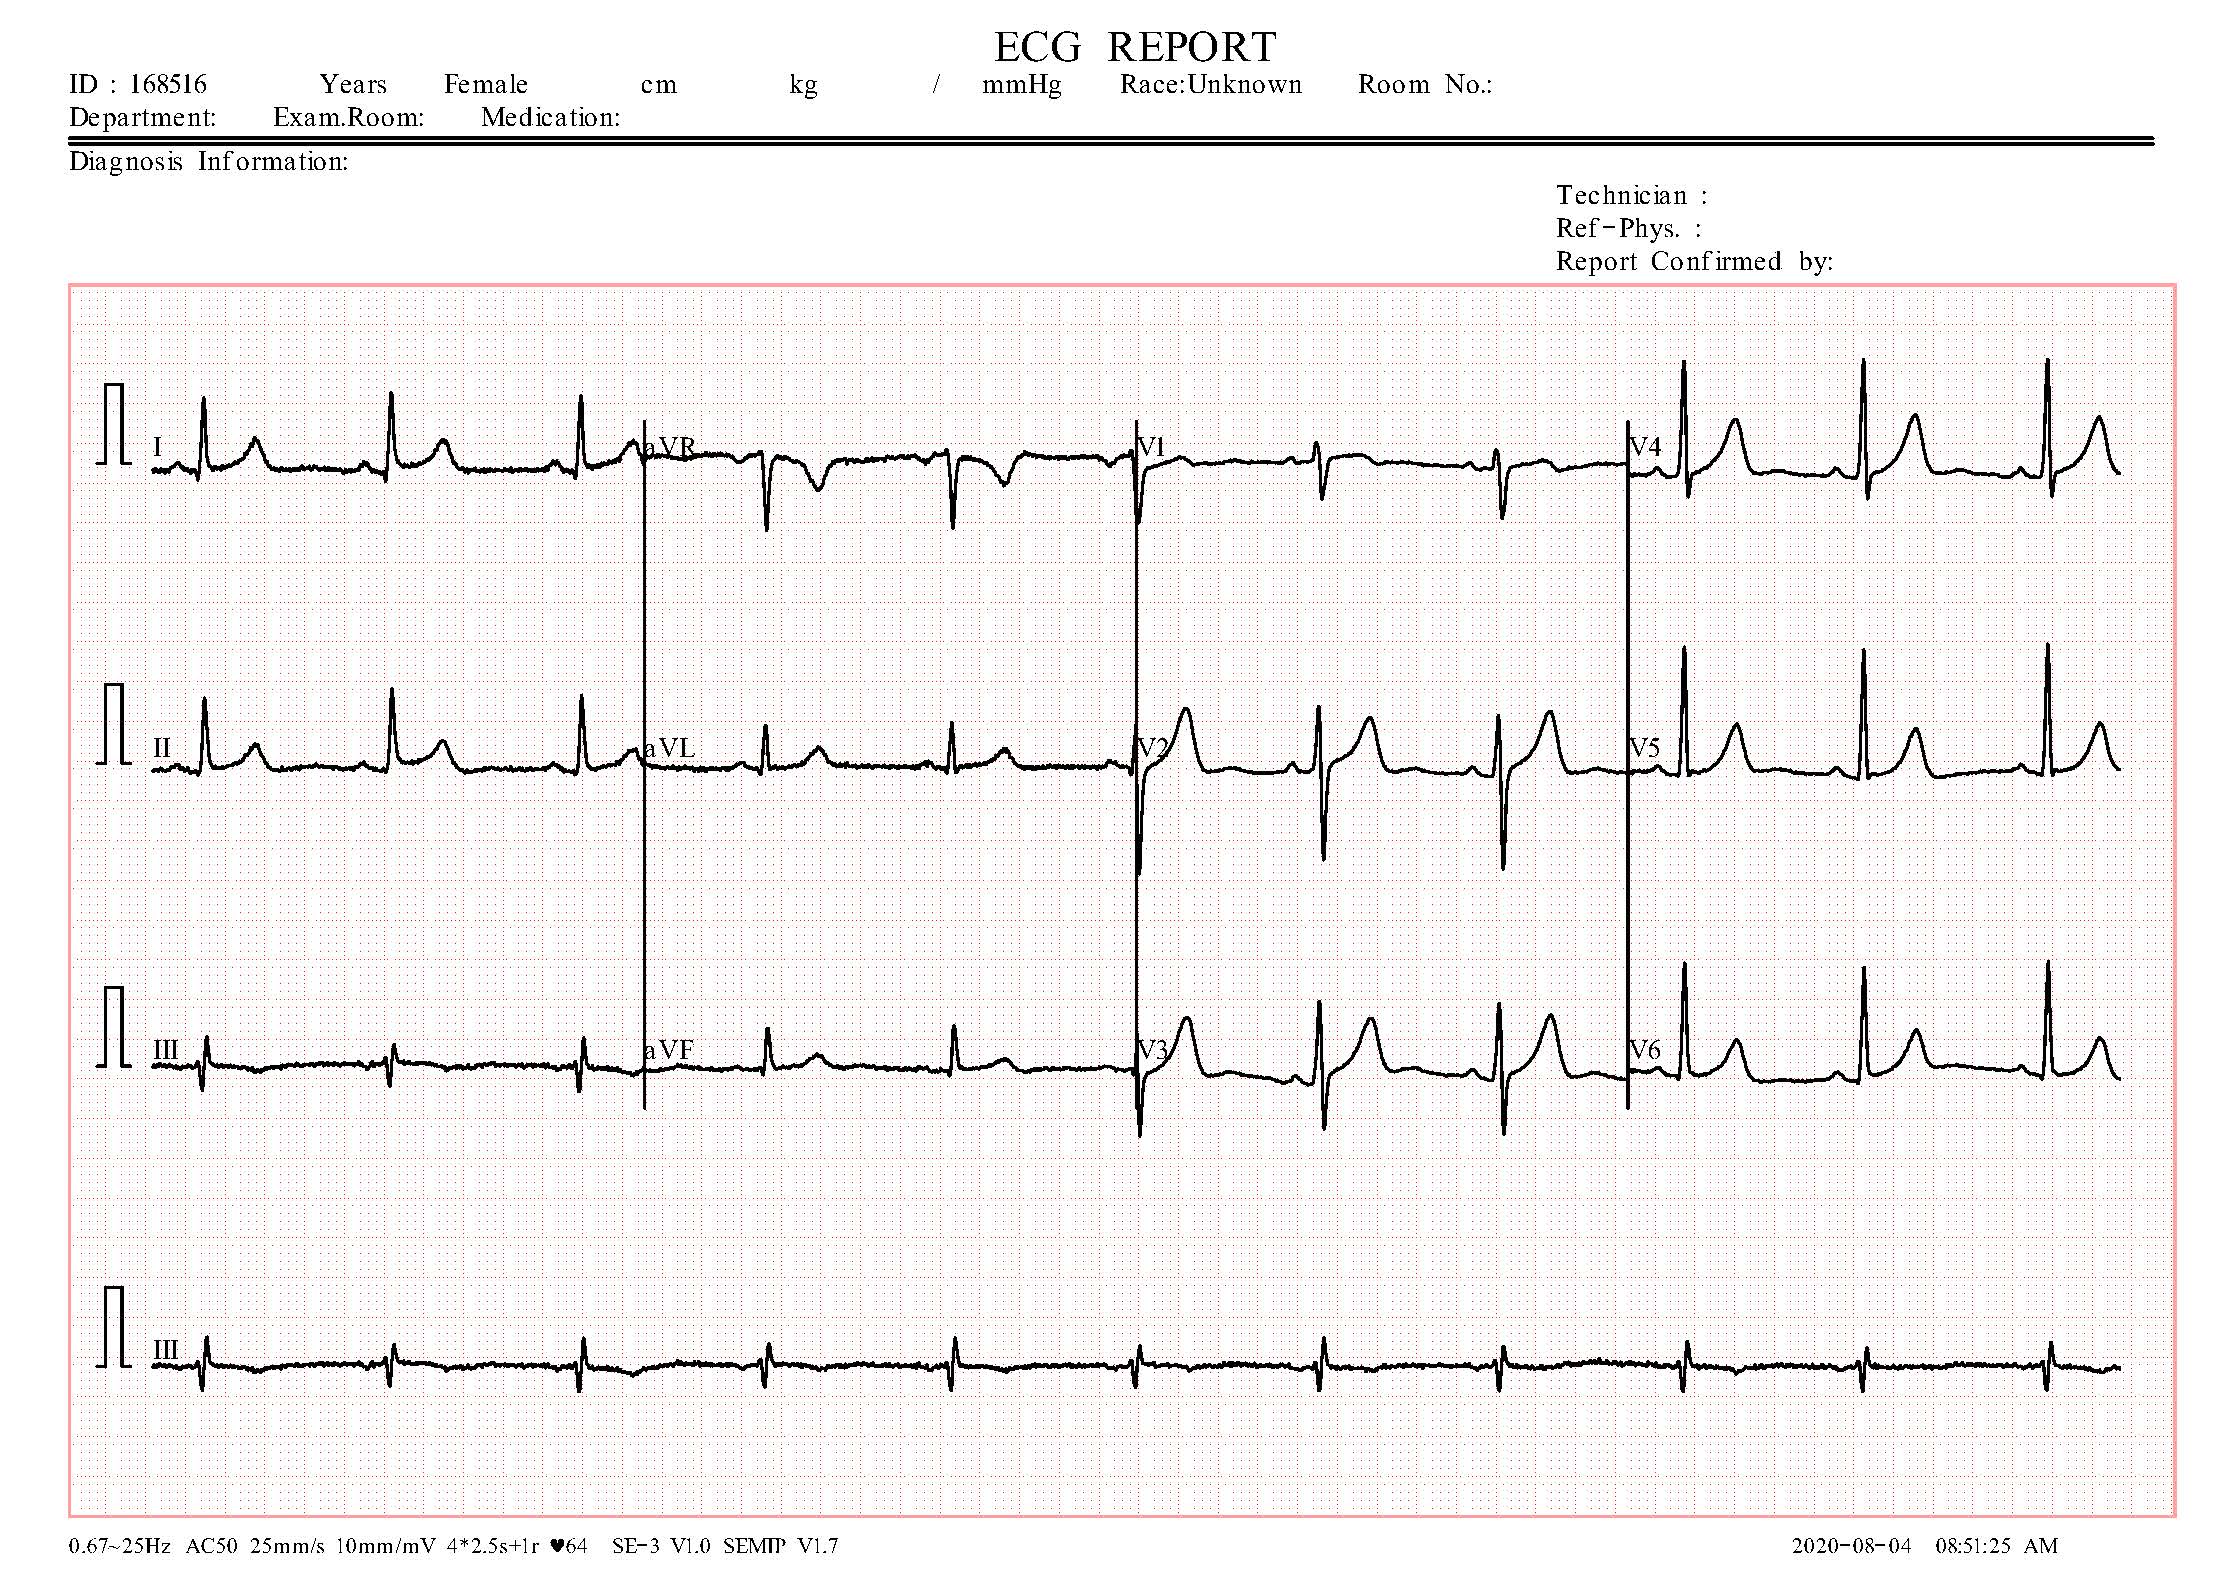 ECG REPORT
ID : 168516 Years Female cm kg / mmHg Race:Unknown Room No.:
Department: Exam.Room: Medication:
Diagnosis Information:
Technician :
Ref-Phys. :
Report Confirmed by:
I aVR V1 V4
II aVL V2 V5
III aVF V3 V6
III
0.67~25Hz AC50 25mm/s 10mm/mV 4*2.5s+1r ♥64 SE-3 V1.0 SEMIP V1.7 2020-08-04 08:51:25 AM